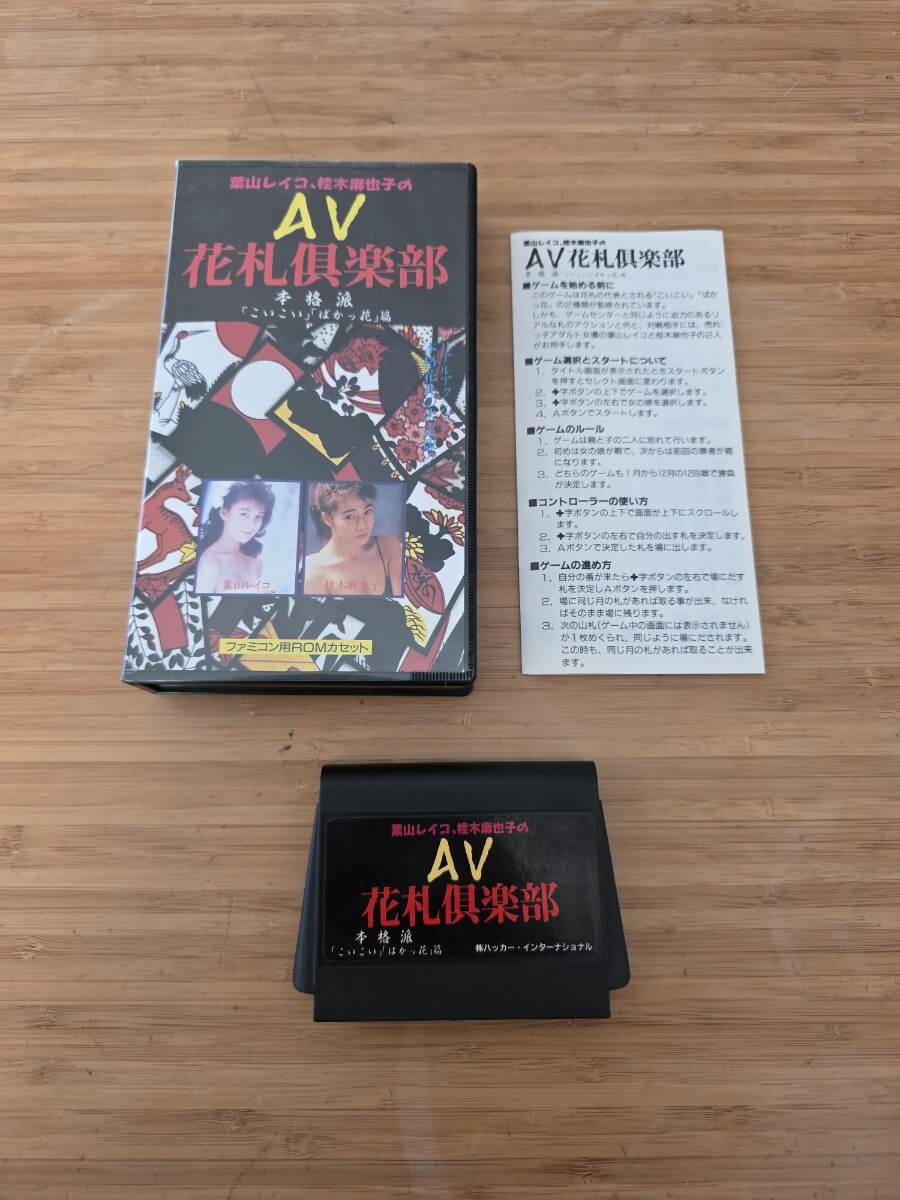 葉山レイコ、桂木麻也子の
AV
花札倶楽部
本格派
「こいこい」「ばかっ花」篇
葉山レイコ
桂木麻也子
ファミコン用ROMカセット
葉山レイコ、桂木麻也子の
AV花札倶楽部
本格派「こいこい」「ばかっ花」篇
■ゲームを始める前に
このゲームは花札の代表とされる「こいこい」「ばか
っ花」の2種類が監修されています。
しかも、ゲームセンターと同じように迫力のあるリ
アルな札のアクションと何と、対戦相手には、売れ
っ子アダルト女優の葉山レイコと桂木麻也子の2人
がお相手します。
■ゲーム選択とスタートについて
1. タイトル画面が表示されたときスタートボタン
を押すとセレクト画面に変わります。
2. ✚字ボタンの上下でゲームを選択します。
3. ✚字ボタンの左右で女の娘を選択します。
4. Aボタンでスタートします。
■ゲームのルール
1. ゲームは親と子の二人に別れて行います。
2. 初めは女の娘が親で、次からは前回の勝者が親
になります。
3. どちらのゲームも1月から12月の12回戦で勝負
が決定します。
■コントローラーの使い方
1. ✚字ボタンの上下で画面が上下にスクロールし
ます。
2. ✚字ボタンの左右で自分の出す札を決定します。
3. Aボタンで決定した札を場に出します。
■ゲームの進め方
1. 自分の番が来たら✚字ボタンの左右で場にだす
札を決定しAボタンを押します。
2. 場に同じ月の札があれば取る事が出来、なけれ
ばそのまま場に残ります。
3. 次の山札(ゲーム中の画面には表示されません)
が1枚めくられ、同じように場にだされます。
この時も、同じ月の札があれば取ることが出来
ます。
葉山レイコ、桂木麻也子の
AV
花札倶楽部
本格派
「こいこい」「ばかっ花」篇
㈱ハッカー・インターナショナル